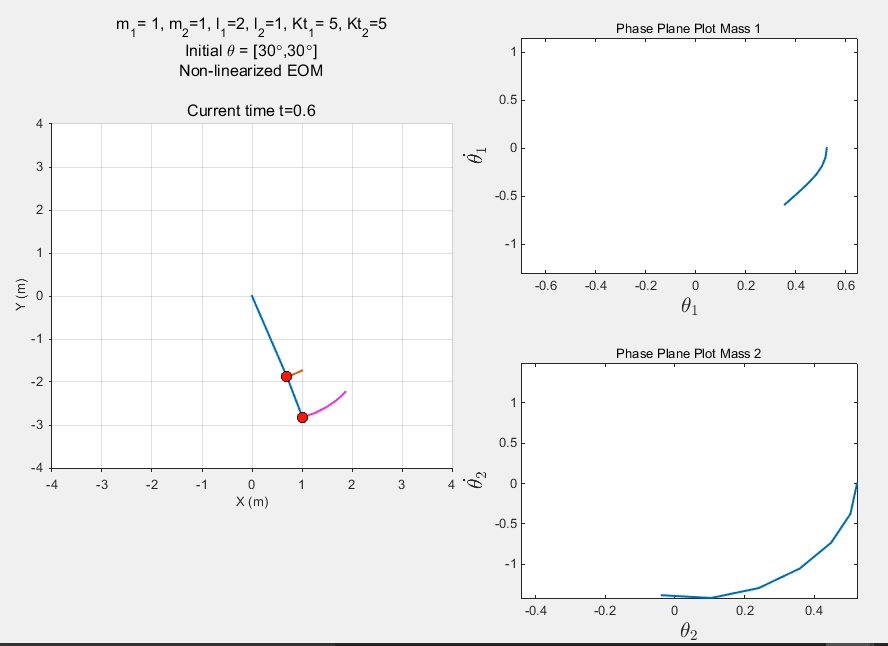 m₁= 1, m₂=1, l₁=2, l₂=1, Kt₁= 5, Kt₂=5
Initial θ = [30°,30°]
Non-linearized EOM
Current time t=0.6
4
3
2
1
0
-1
-2
-3
-4
-4 -3 -2 -1 0 1 2 3 4
X (m)
Y (m)
Phase Plane Plot Mass 1
1
0.5
0
-0.5
-1
-0.6 -0.4 -0.2 0 0.2 0.4 0.6
θ₁
θ̇₁
Phase Plane Plot Mass 2
1
0.5
0
-0.5
-1
-0.4 -0.2 0 0.2 0.4
θ₂
θ̇₂